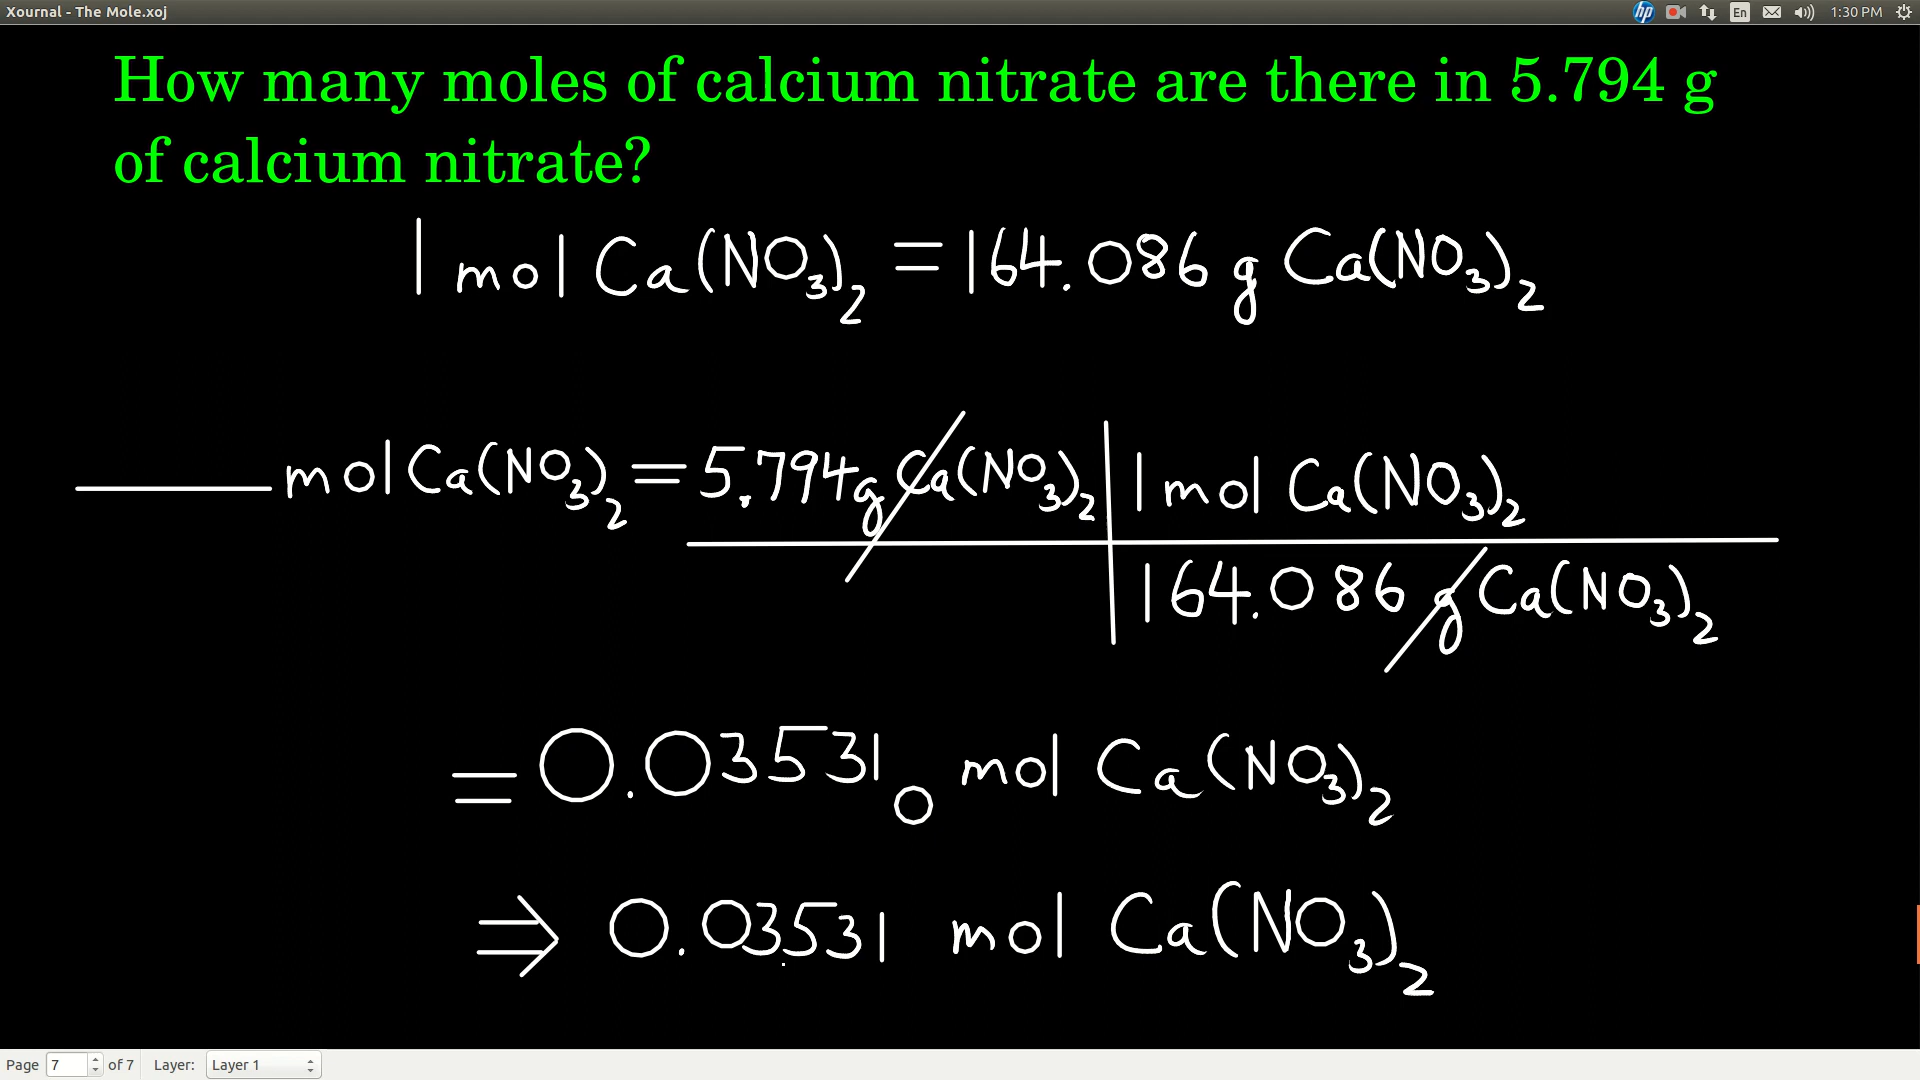 Xournal - The Mole.xoj
hp En 1:30 PM
How many moles of calcium nitrate are there in 5.794 g
of calcium nitrate?
1 mol Ca(NO₃)₂ = 164.086 g Ca(NO₃)₂
____ mol Ca(NO₃)₂ = 5.794 g Ca(NO₃)₂ | 1 mol Ca(NO₃)₂
164.086 g Ca(NO₃)₂
= 0.03531₀ mol Ca(NO₃)₂
⇒ 0.03531 mol Ca(NO₃)₂
Page 7 of 7 Layer: Layer 1